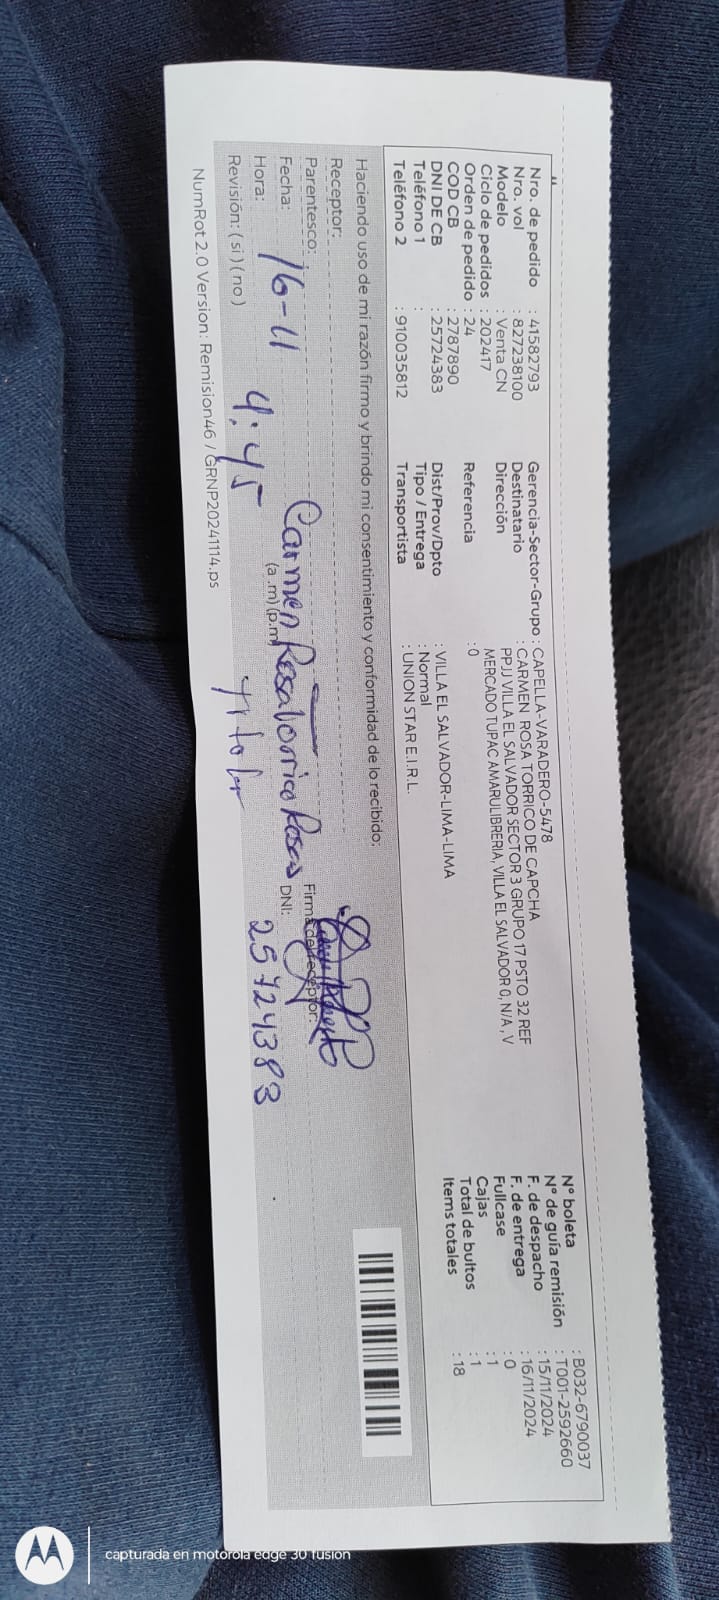 Nro. de pedido : 41582793
Nro. vol : 827238100
Modelo : Venta CN
Ciclo de pedidos : 202417
Orden de pedido : 24
COD CB : 2787890
DNI DE CB : 25724383
Teléfono 1 :
Teléfono 2 : 910035812
Gerencia-Sector-Grupo : CAPELLA-VARADERO-5478
Destinatario : CARMEN ROSA TORRICO DE CAPCHA
Dirección PPJJ VILLA EL SALVADOR SECTOR 3 GRUPO 17 PSTO 32 REF
MERCADO TUPAC AMARULIBRERIA, VILLA EL SALVADOR 0, N/A , V
Referencia :0
Dist/Prov/Dpto : VILLA EL SALVADOR-LIMA-LIMA
Tipo / Entrega : Normal
Transportista : UNION STAR E.I.R.L.
N° boleta : B032-6790037
N° de guía remisión : T001-2592660
F. de despacho : 15/11/2024
F. de entrega : 16/11/2024
Fullcase : 0
Cajas : 1
Total de bultos : 1
Items totales : 18
Haciendo uso de mi razón firmo y brindo mi consentimiento y conformidad de lo recibido:
Receptor:
Parentesco: Firma de receptor:
Fecha: 16-11 Carmen Rosa Torrico Rosas DNI: 25724383
Hora: 4:45 (a.m) (p.m)
Revisión: ( si ) ( no )
NumRot 2.0 Version: Remision46 / GRNP20241114.ps
capturada en motorola edge 30 fusion